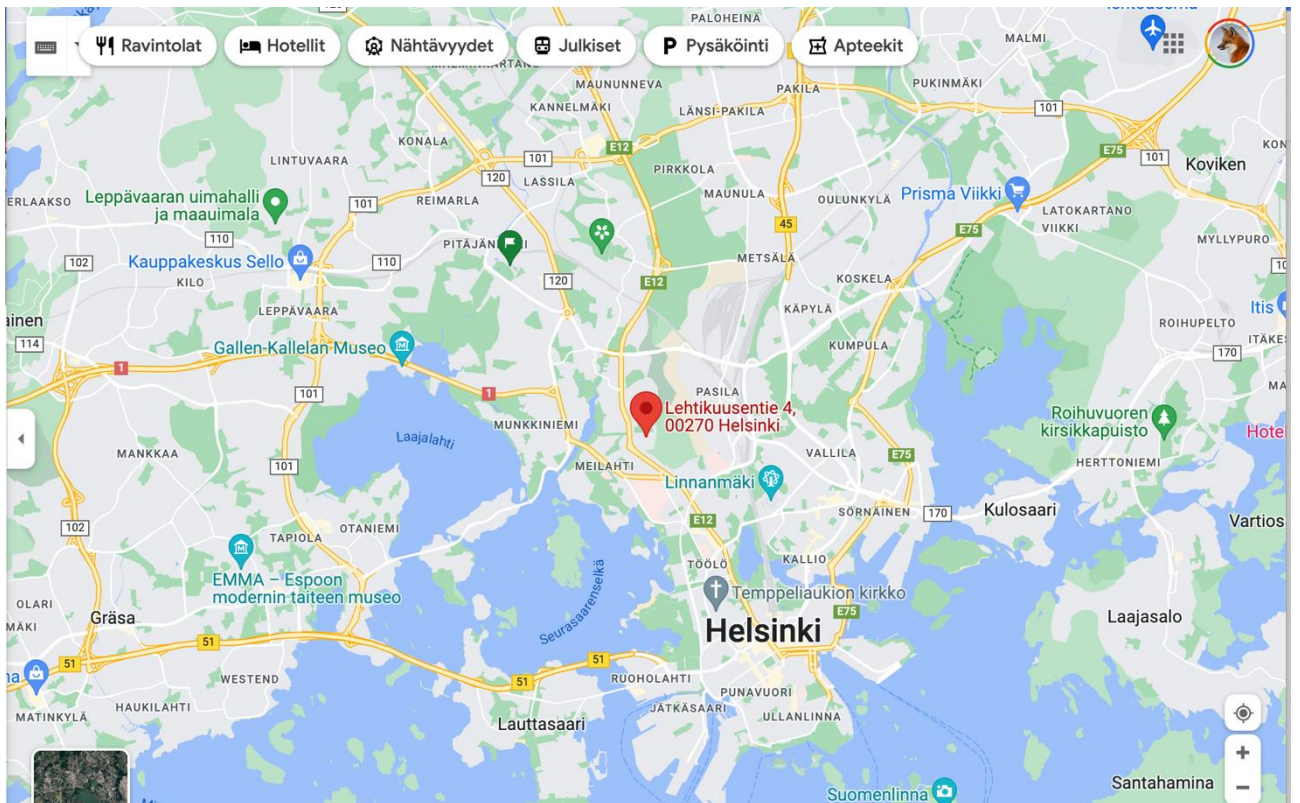 PALOHEINÄ
Ravintolat
Hotellit
Nähtävyydet
Julkiset
P Pysäköinti
Apteekit
MALMI
MAUNUNNEVA
PAKILA
PUKINMÄKI
KANNELMÄKI
LÄNSI-PAKILA
101
KONALA
E12
E75
101
Koviken
LINTUVAARA
101
120
LASSILA
PIRKKOLA
Leppävaaran uimahalli
ja maauimala
101
REIMARLA
MAUNULA
OULUNKYLÄ
Prisma Viikki
LATOKARTANO
VIIKKI
45
E75
110
PITÄJÄNMÄKI
METSÄLÄ
MYLLYPURO
102
Kauppakeskus Sello
110
KILO
120
E12
KOSKELA
LEPPÄVAARA
KÄPYLÄ
Itis
ROIHUPELTO
114
Gallen-Kallelan Museo
KUMPULA
170
1
101
1
PASILA
Lehtikuusentie 4,
00270 Helsinki
Roihuvuoren
kirsikkapuisto
MUNKKINIEMI
Laajalahti
MANKKAA
101
MEILAHTI
VALLILA
E75
HERTTONIEMI
Linnanmäki
SÖRNÄINEN
170
Kulosaari
102
OTANIEMI
TAPIOLA
E12
KALLIO
TÖÖLÖ
EMMA – Espoon
modernin taiteen museo
Seurasaarenselkä
Temppeliaukion kirkko
E75
OLARI
Gräsa
Helsinki
Laajasalo
51
51
51
51
WESTEND
RUOHOLAHTI
PUNAVUORI
MATINKYLÄ
HAUKILAHTI
Lauttasaari
JÄTKÄSAARI
ULLANLINNA
Santahamina
Suomenlinna